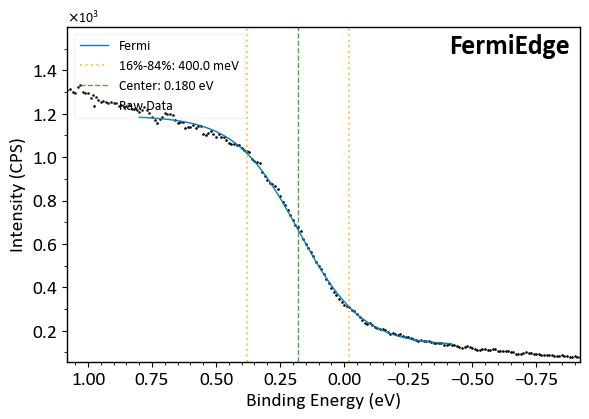 ×10³
FermiEdge
Fermi
16%-84%: 400.0 meV
Center: 0.180 eV
Raw Data
Intensity (CPS)
1.4
1.2
1.0
0.8
0.6
0.4
0.2
1.00 0.75 0.50 0.25 0.00 −0.25 −0.50 −0.75
Binding Energy (eV)